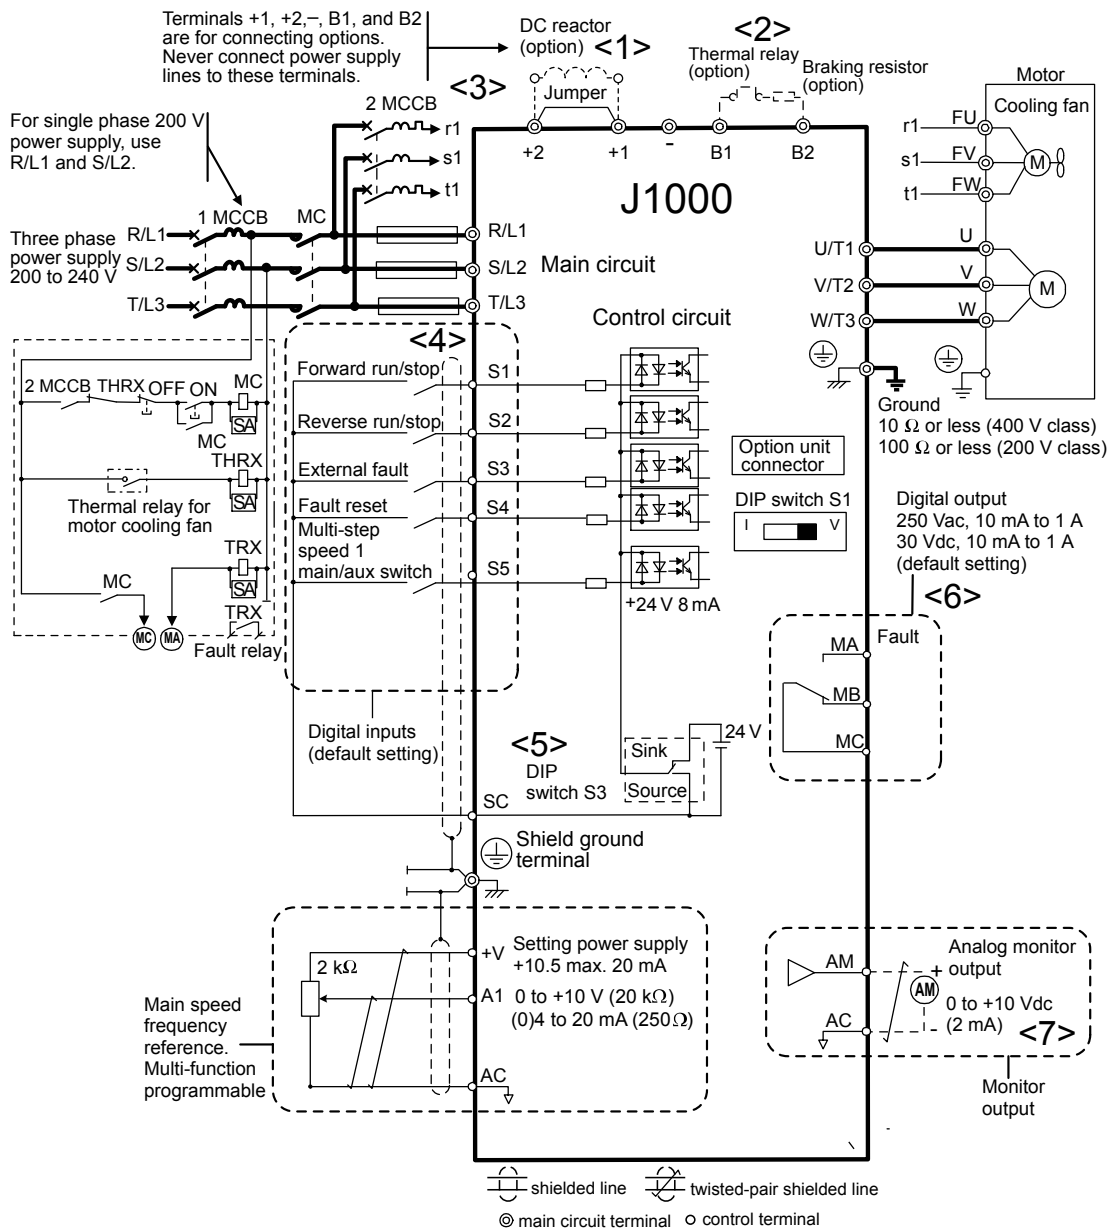 Terminals +1, +2,–, B1, and B2
are for connecting options.
Never connect power supply
lines to these terminals.
DC reactor
(option) <1>
Jumper
<2>
Thermal relay
(option)
Braking resistor
(option)
+2 +1 - B1 B2
<3>
2 MCCB
r1
s1
t1
For single phase 200 V
power supply, use
R/L1 and S/L2.
1 MCCB MC
Three phase
power supply
200 to 240 V
R/L1
S/L2
T/L3
R/L1
S/L2
T/L3
J1000
Main circuit
Control circuit
Motor
Cooling fan
r1 FU
s1 FV
t1 FW
M
U/T1 U
V/T2 V
W/T3 W
M
Ground
10 Ω or less (400 V class)
100 Ω or less (200 V class)
2 MCCB THRX OFF ON MC
SA
MC
THRX
SA
Thermal relay for
motor cooling fan
TRX
SA
MC
TRX
MC MA
Fault relay
<4>
Forward run/stop S1
Reverse run/stop S2
External fault S3
Fault reset S4
Multi-step
speed 1
main/aux switch S5
Digital inputs
(default setting)
+24 V 8 mA
Option unit
connector
DIP switch S1
I V
Digital output
250 Vac, 10 mA to 1 A
30 Vdc, 10 mA to 1 A
(default setting)
<6>
Fault
MA
MB
MC
<5>
DIP
switch S3
Sink
Source
24 V
SC
Shield ground
terminal
Main speed
frequency
reference.
Multi-function
programmable
2 kΩ
+V Setting power supply
+10.5 max. 20 mA
A1 0 to +10 V (20 kΩ)
(0)4 to 20 mA (250Ω)
AC
AM
AC
+
AM
-
Analog monitor
output
0 to +10 Vdc
(2 mA) <7>
Monitor
output
shielded line twisted-pair shielded line
main circuit terminal control terminal